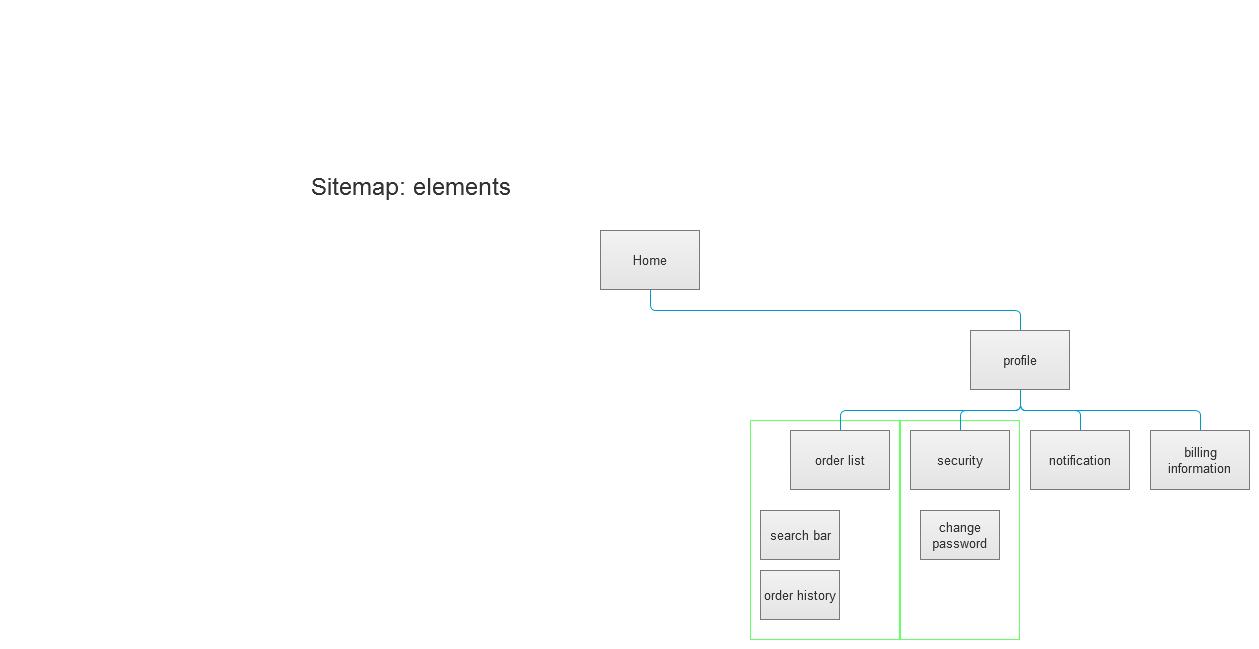 Sitemap: elements
Home
profile
order list
security
notification
billing
information
search bar
change
password
order history